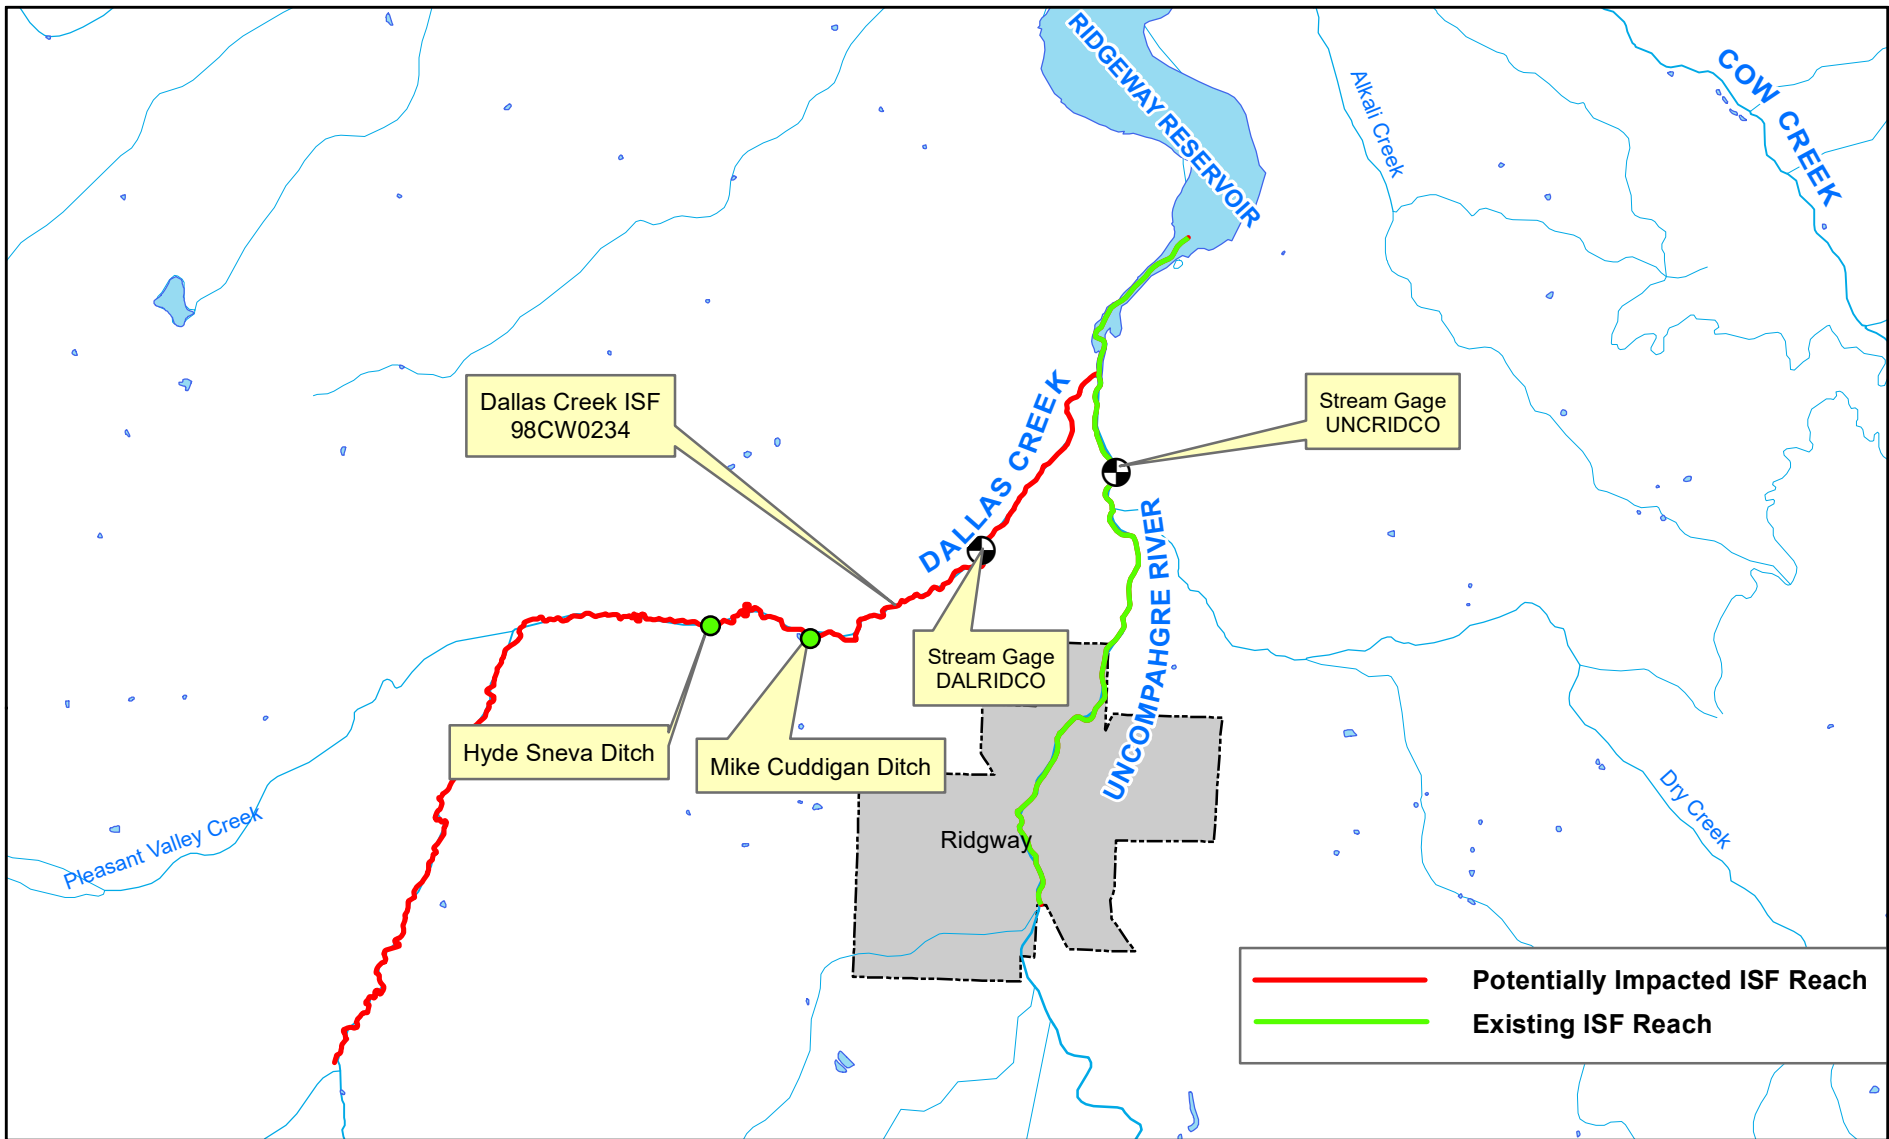 RIDGEWAY RESERVOIR
COW CREEK
Alkali Creek
Dallas Creek ISF
98CW0234
DALLAS CREEK
Stream Gage
UNCRIDCO
UNCOMPAHGRE RIVER
Stream Gage
DALRIDCO
Hyde Sneva Ditch
Mike Cuddigan Ditch
Pleasant Valley Creek
Ridgway
Dry Creek
Potentially Impacted ISF Reach
Existing ISF Reach